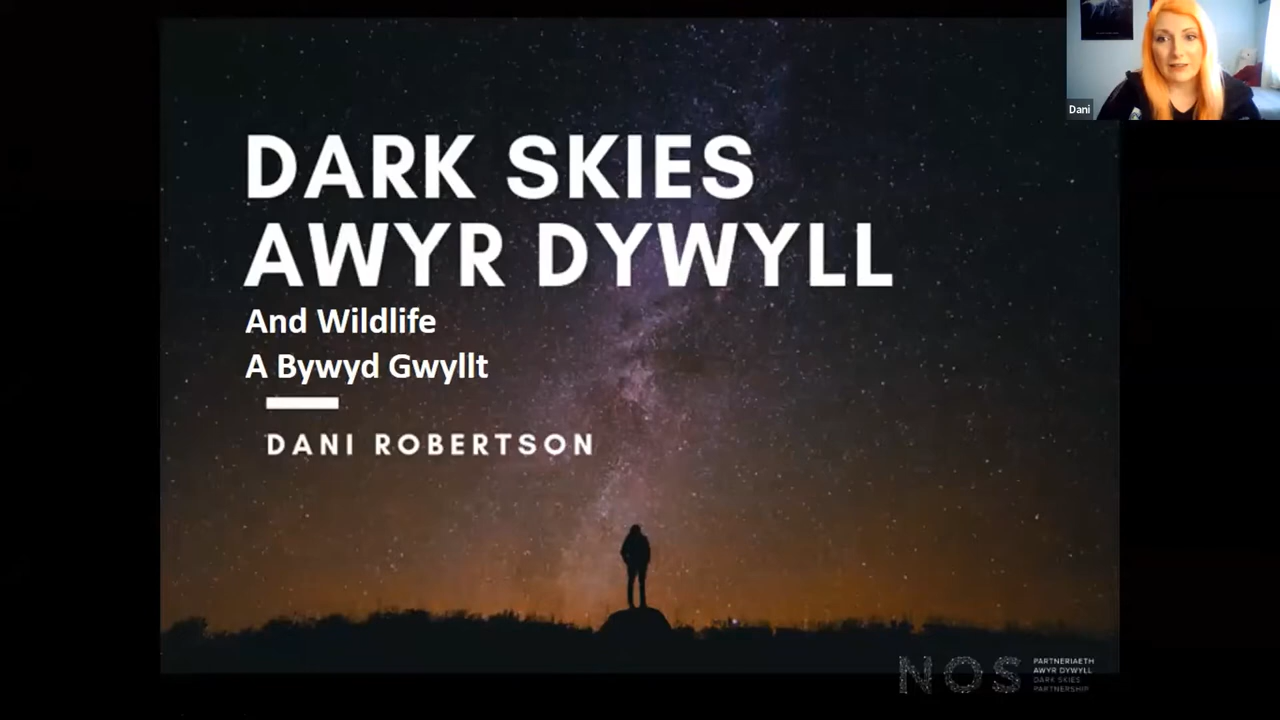 DARK SKIES
AWYR DYWYLL
And Wildlife
A Bywyd Gwyllt
DANI ROBERTSON
Dani
NOS
PARTNERIAETH
AWYR DYWYLL
DARK SKIES
PARTNERSHIP